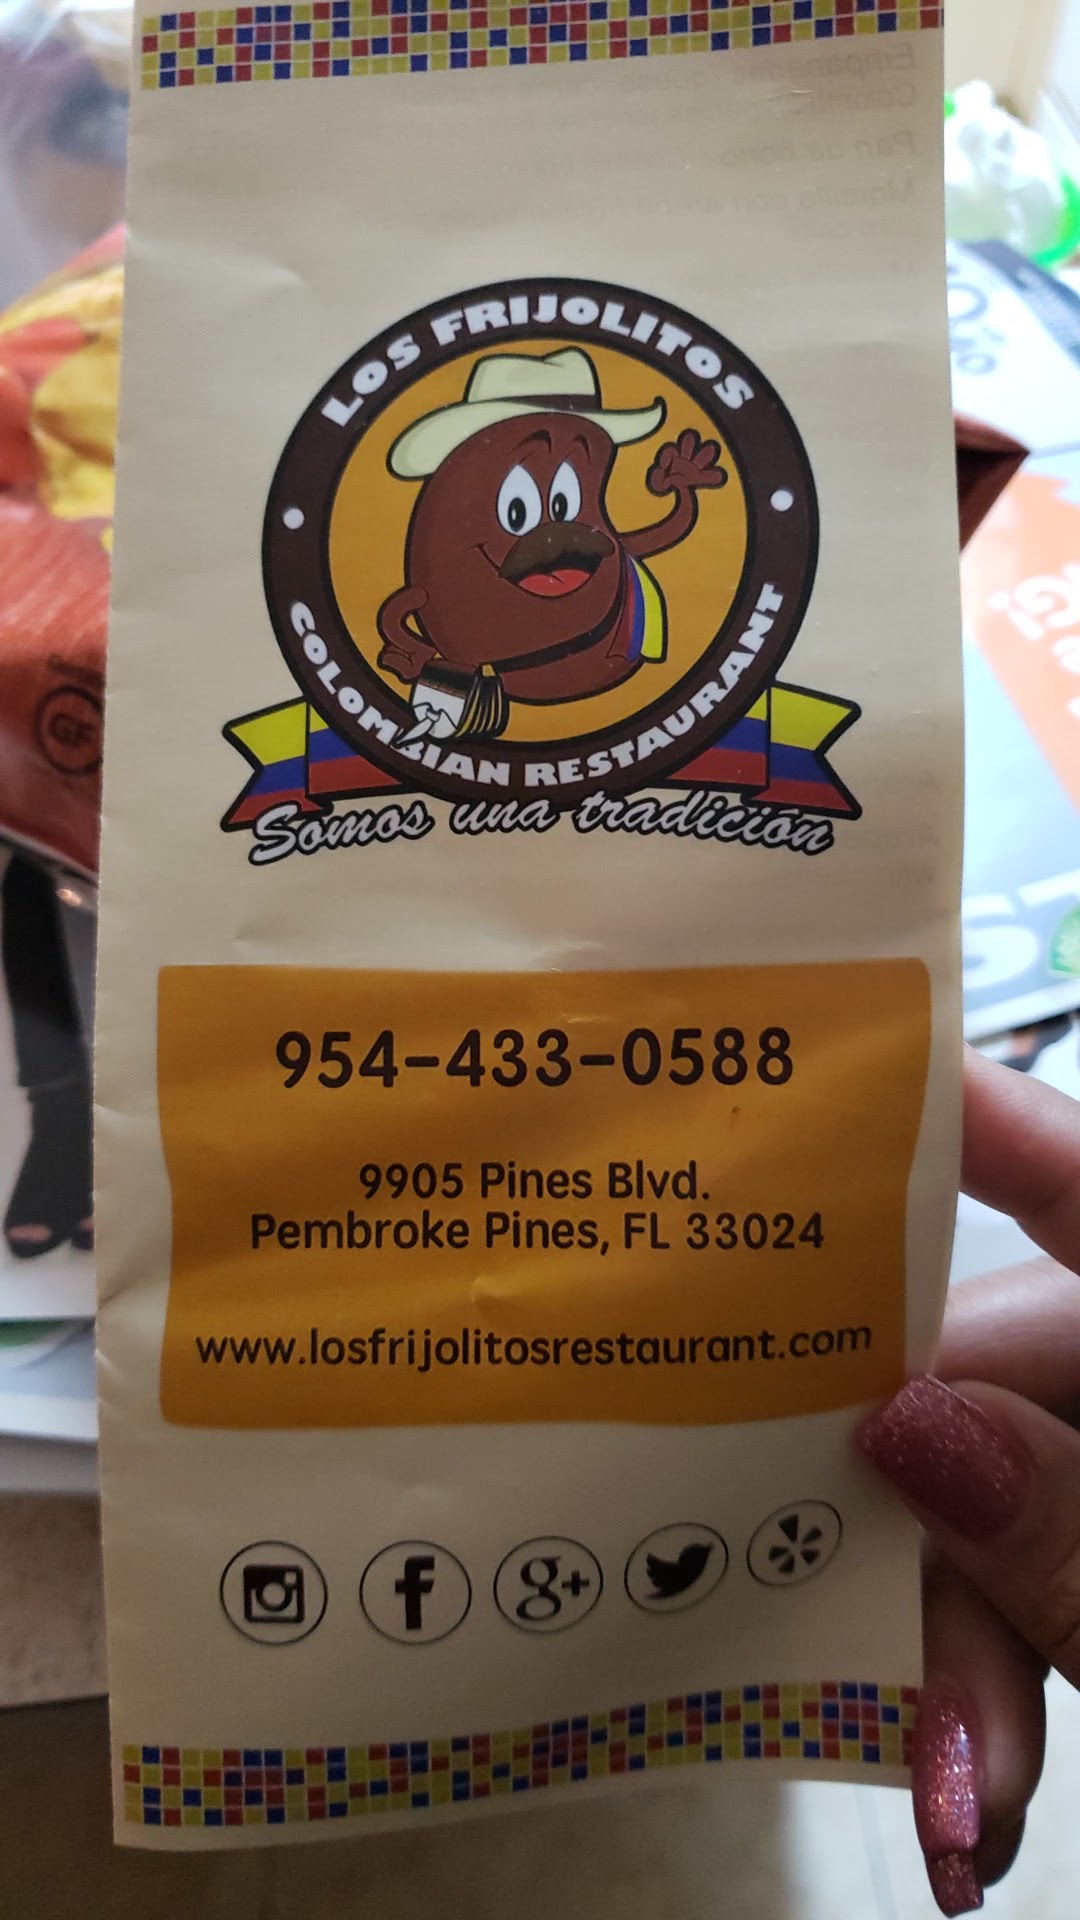 LOS FRIJOLITOS
COLOMBIAN RESTAURANT
Somos una tradición
954-433-0588
9905 Pines Blvd.
Pembroke Pines, FL 33024
www.losfrijolitosrestaurant.com
f
g+
GF